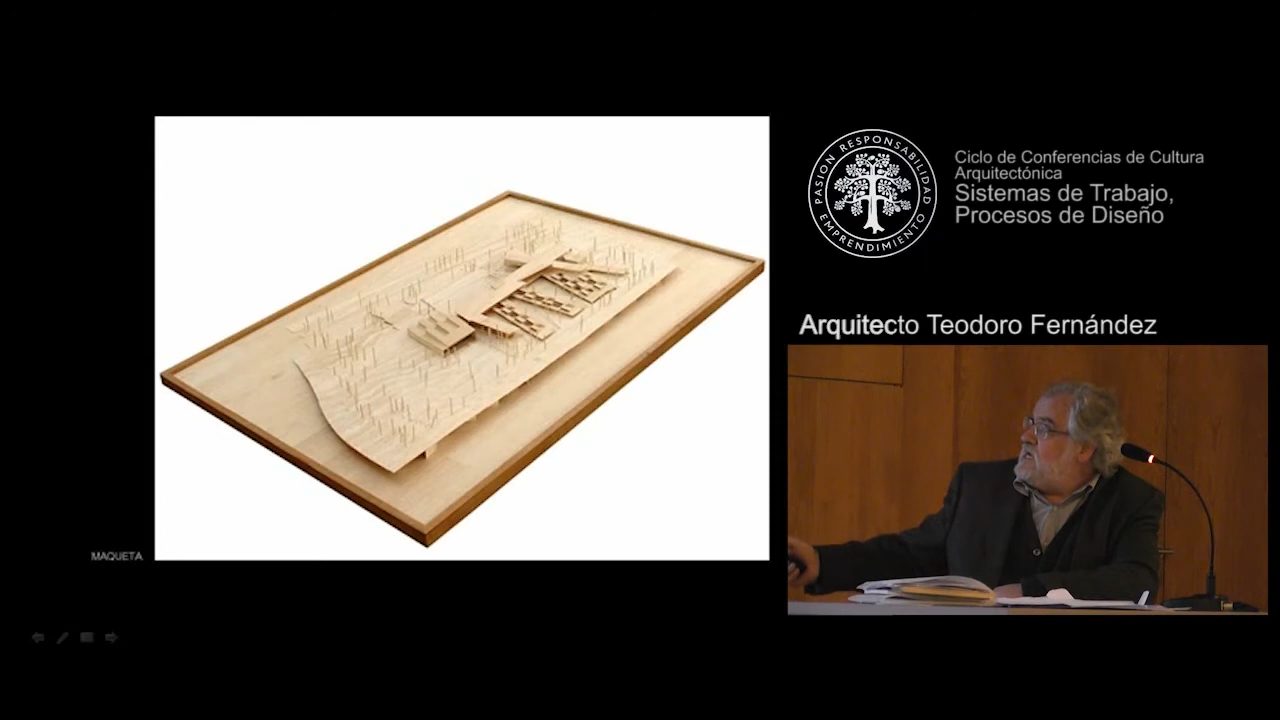 MAQUETA
PASION RESPONSABILIDAD
EMPRENDIMIENTO
Ciclo de Conferencias de Cultura
Arquitectónica
Sistemas de Trabajo,
Procesos de Diseño
Arquitecto Teodoro Fernández